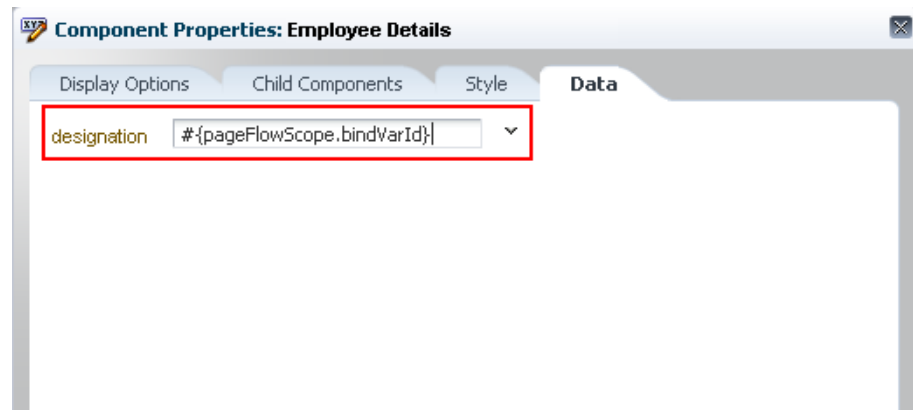 Component Properties: Employee Details
Display Options Child Components Style Data
designation #{pageFlowScope.bindVarId}